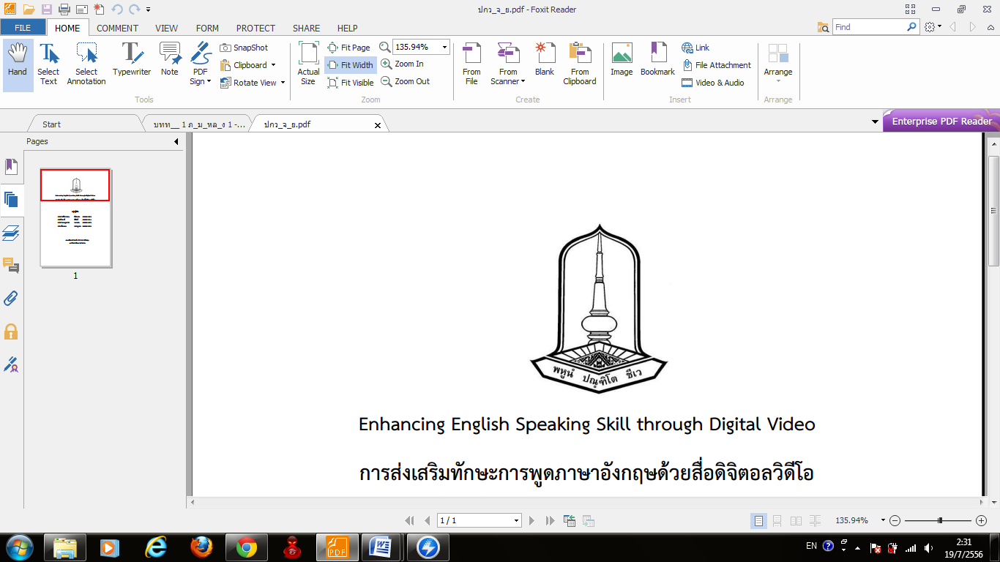 ปกว_จ_ย.pdf - Foxit Reader
FILE HOME COMMENT VIEW FORM PROTECT SHARE HELP Find
Hand
Select Text
Select Annotation
Typewriter
Note
PDF Sign
SnapShot
Clipboard
Rotate View
Tools
Actual Size
Fit Page
Fit Width
Fit Visible
135.94%
Zoom In
Zoom Out
Zoom
From File
From Scanner
Blank
From Clipboard
Create
Image
Bookmark
Link
File Attachment
Video & Audio
Insert
Arrange
Arrange
Start บทท__ 1 ภ_ม_หล_ง 1 -... ปกว_จ_ย.pdf Enterprise PDF Reader
Pages
1
พหูนํ ปณฺฑิโต ชีเว
Enhancing English Speaking Skill through Digital Video
การส่งเสริมทักษะการพูดภาษาอังกฤษด้วยสื่อดิจิตอลวิดีโอ
1 / 1 135.94%
PDF
EN 2:31
19/7/2556